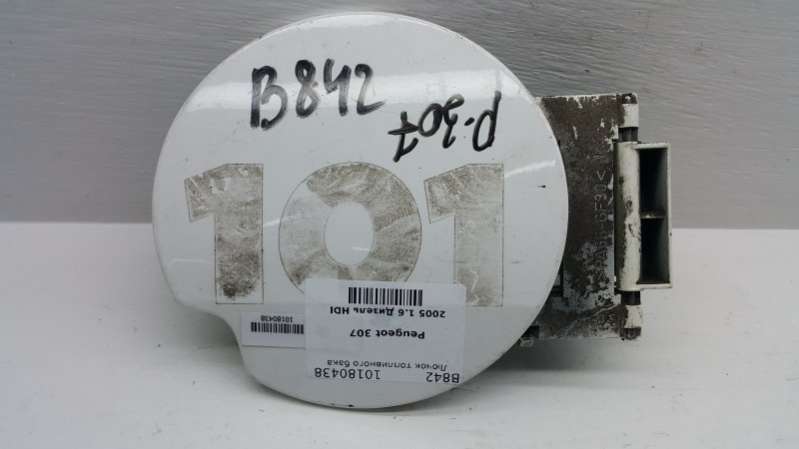 B842
P-307
101
10180438
B842
10180438
Лючок топливного бака
Peugeot 307
2005 1.6 Дизель HDI